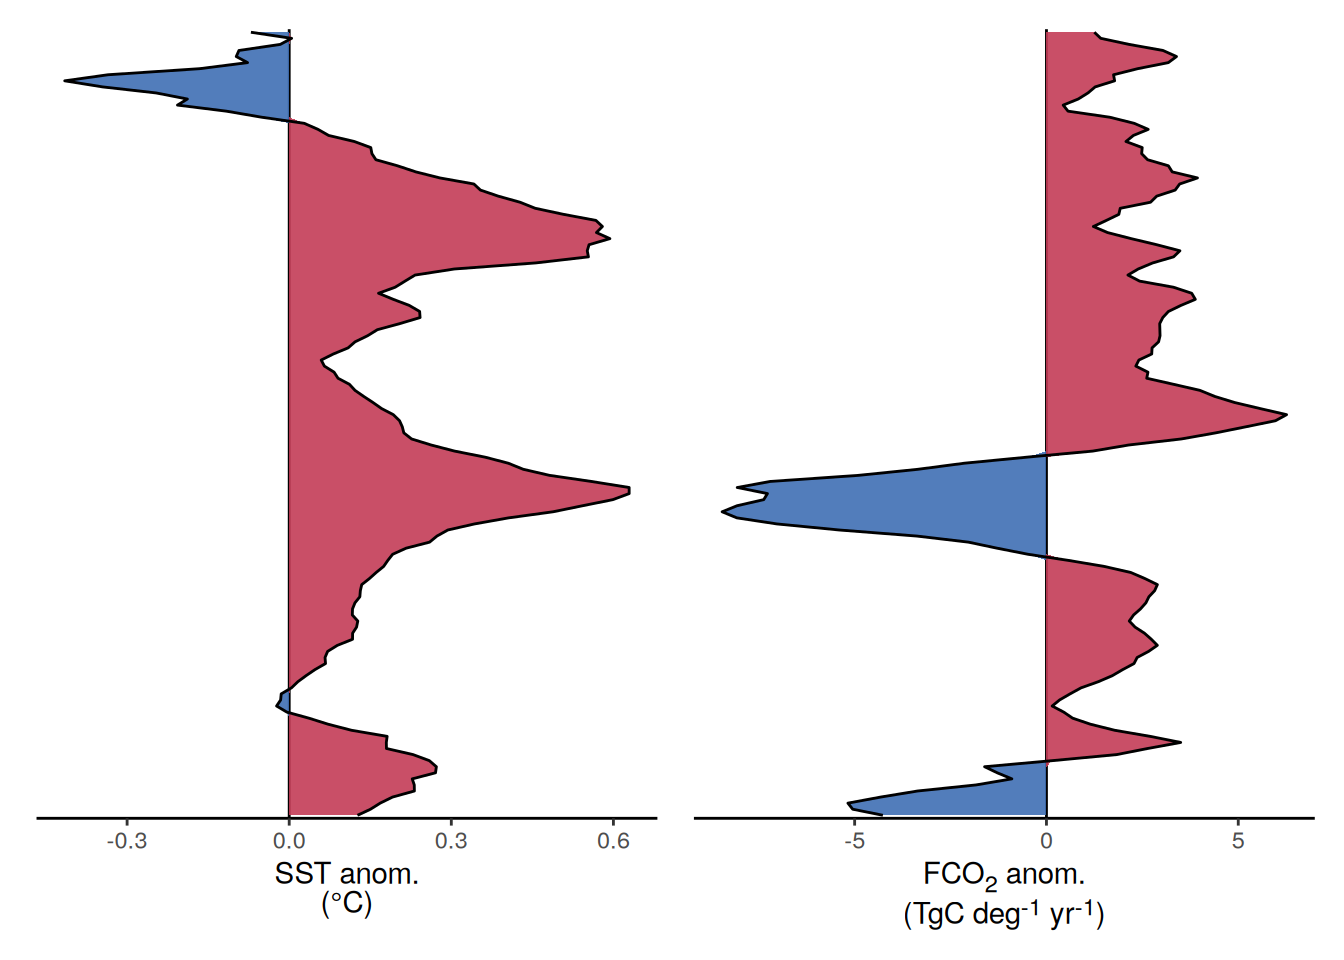 -0.3 0.0 0.3 0.6
SST anom.
(°C)
-5 0 5
FCO₂ anom.
(TgC deg⁻¹ yr⁻¹)